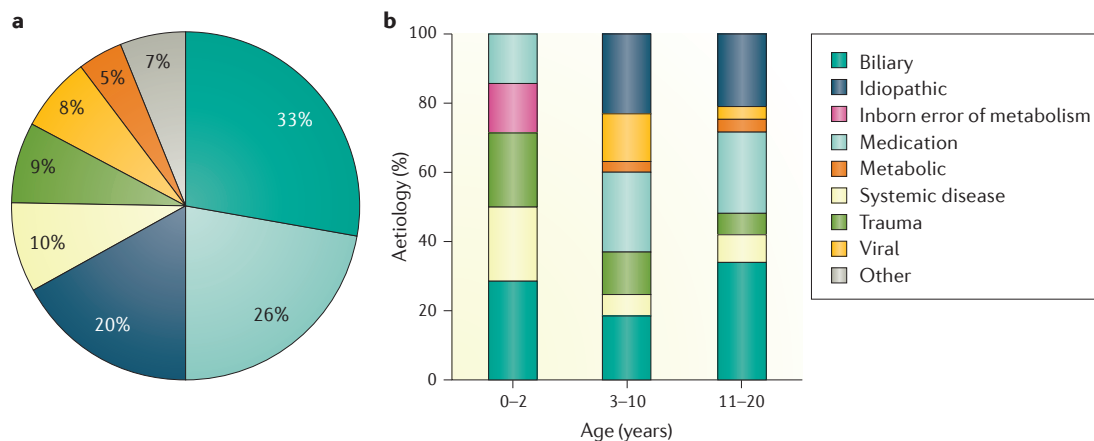 a
7%
5%
8%
33%
9%
10%
20%
26%
b
100
80
60
40
20
0
Aetiology (%)
0–2
3–10
11–20
Age (years)
Biliary
Idiopathic
Inborn error of metabolism
Medication
Metabolic
Systemic disease
Trauma
Viral
Other